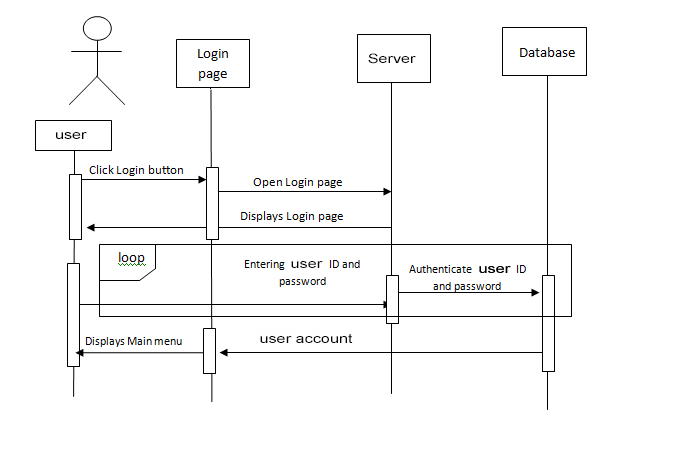 Login
page
Server
Database
user
Click Login button
Open Login page
Displays Login page
loop
Entering user ID and
password
Authenticate user ID
and password
Displays Main menu
user account